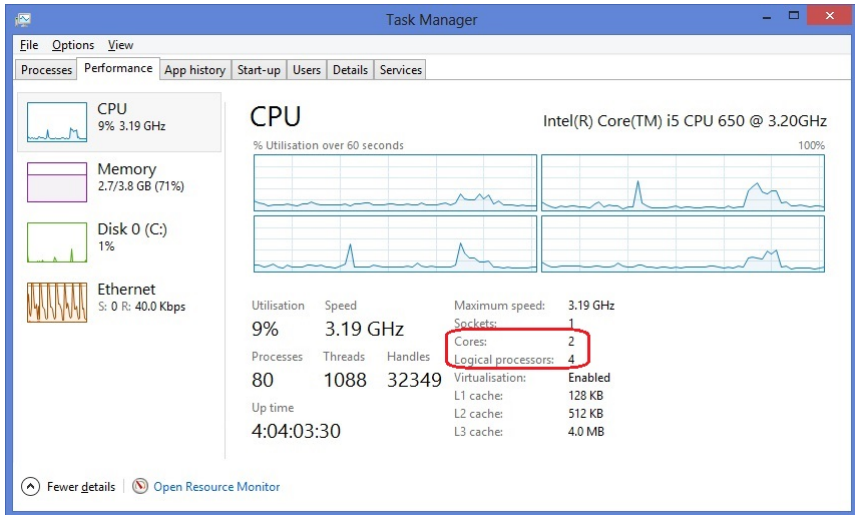 Task Manager
File Options View
Processes Performance App history Start-up Users Details Services
CPU
9% 3.19 GHz
Memory
2.7/3.8 GB (71%)
Disk 0 (C:)
1%
Ethernet
S: 0 R: 40.0 Kbps
CPU Intel(R) Core(TM) i5 CPU 650 @ 3.20GHz
% Utilisation over 60 seconds 100%
Utilisation Speed
9% 3.19 GHz
Processes Threads Handles
80 1088 32349
Up time
4:04:03:30
Maximum speed: 3.19 GHz
Sockets: 1
Cores: 2
Logical processors: 4
Virtualisation: Enabled
L1 cache: 128 KB
L2 cache: 512 KB
L3 cache: 4.0 MB
Fewer details Open Resource Monitor